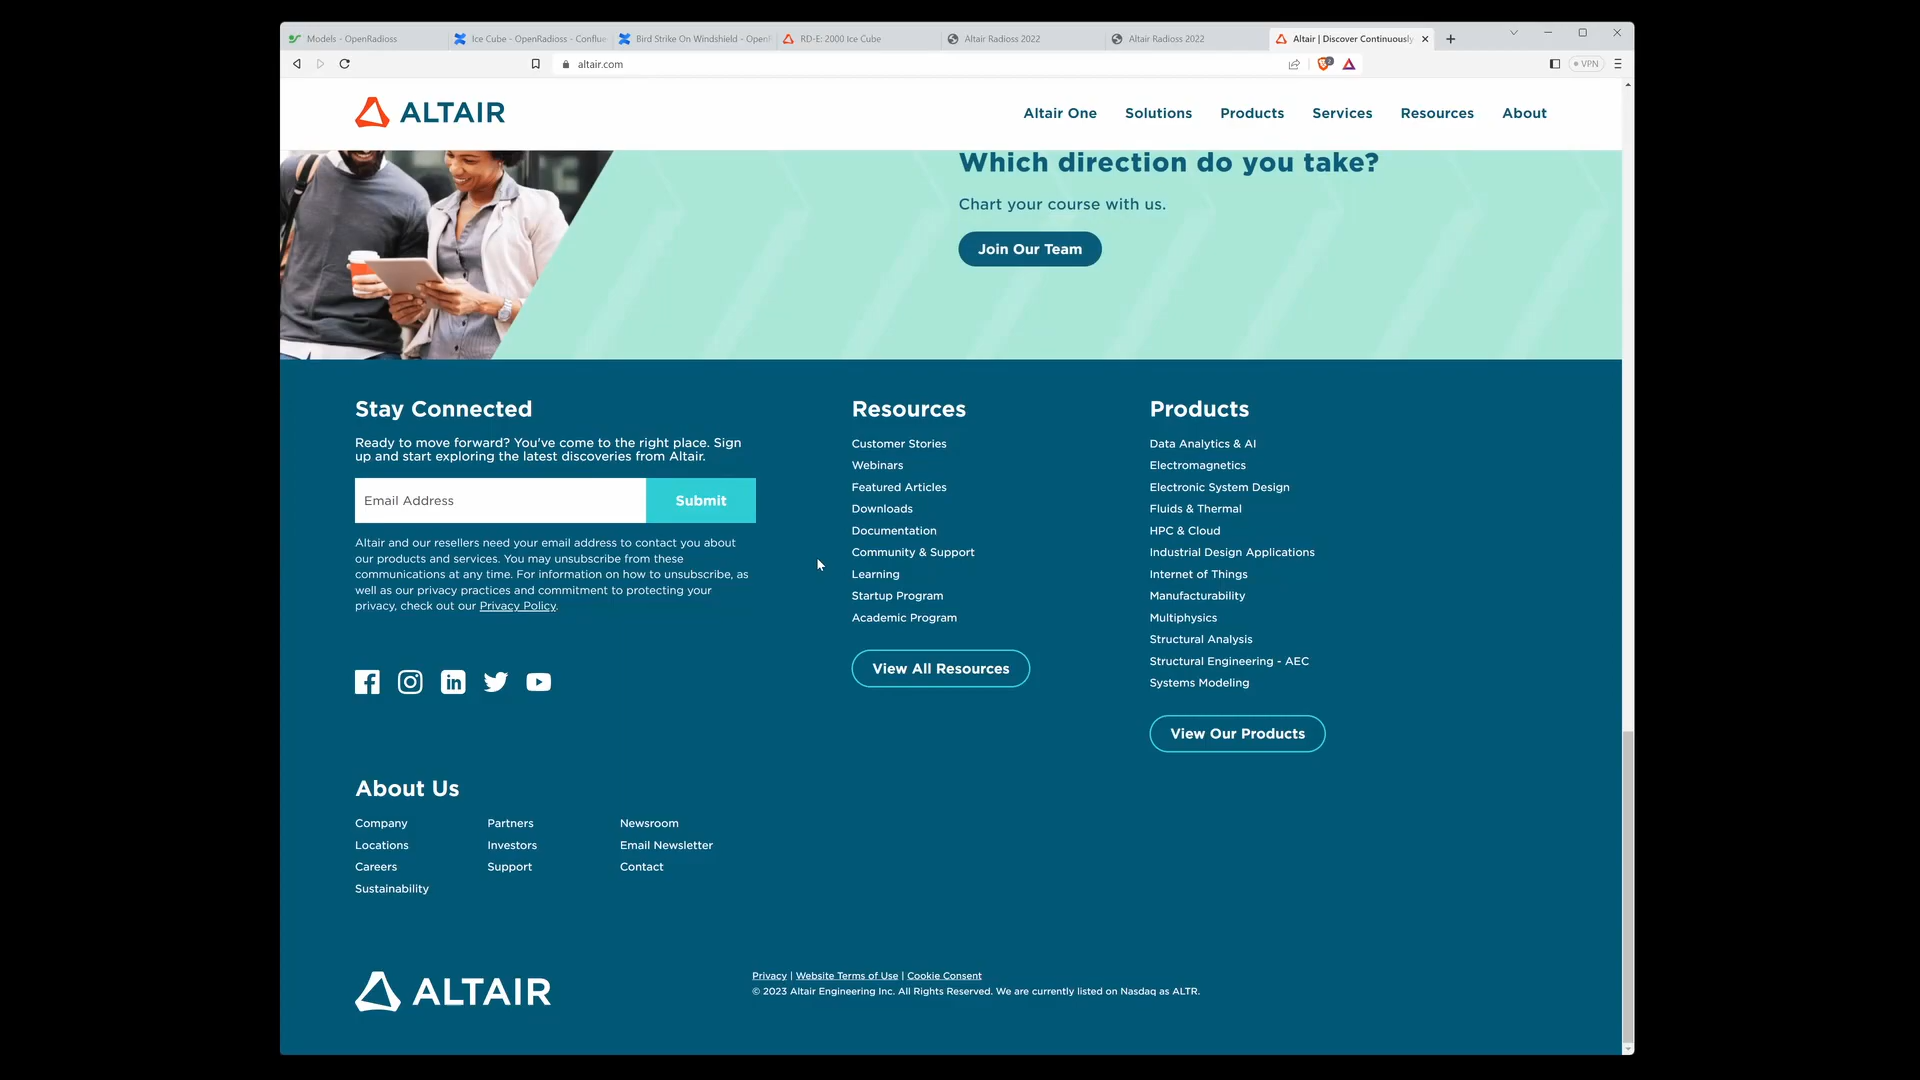 Models - OpenRadioss
Ice Cube - OpenRadioss - Conflue
Bird Strike On Windshield - OpenR
RD-E: 2000 Ice Cube
Altair Radioss 2022
Altair Radioss 2022
Altair | Discover Continuously
altair.com
VPN
ALTAIR
Altair One
Solutions
Products
Services
Resources
About
Which direction do you take?
Chart your course with us.
Join Our Team
Stay Connected
Ready to move forward? You've come to the right place. Sign
up and start exploring the latest discoveries from Altair.
Email Address
Submit
Altair and our resellers need your email address to contact you about
our products and services. You may unsubscribe from these
communications at any time. For information on how to unsubscribe, as
well as our privacy practices and commitment to protecting your
privacy, check out our Privacy Policy.
Resources
Customer Stories
Webinars
Featured Articles
Downloads
Documentation
Community & Support
Learning
Startup Program
Academic Program
View All Resources
Products
Data Analytics & AI
Electromagnetics
Electronic System Design
Fluids & Thermal
HPC & Cloud
Industrial Design Applications
Internet of Things
Manufacturability
Multiphysics
Structural Analysis
Structural Engineering - AEC
Systems Modeling
View Our Products
About Us
Company
Locations
Careers
Sustainability
Partners
Investors
Support
Newsroom
Email Newsletter
Contact
ALTAIR
Privacy | Website Terms of Use | Cookie Consent
© 2023 Altair Engineering Inc. All Rights Reserved. We are currently listed on Nasdaq as ALTR.